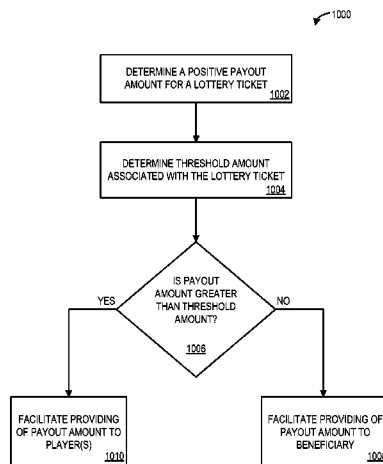 1000
DETERMINE A POSITIVE PAYOUT
AMOUNT FOR A LOTTERY TICKET
1002
DETERMINE THRESHOLD AMOUNT
ASSOCIATED WITH THE LOTTERY TICKET
1004
IS PAYOUT
AMOUNT GREATER
THAN THRESHOLD
AMOUNT?
1006
YES
NO
FACILITATE PROVIDING
OF PAYOUT AMOUNT TO
PLAYER(S)
1010
FACILITATE PROVIDING OF
PAYOUT AMOUNT TO
BENEFICIARY